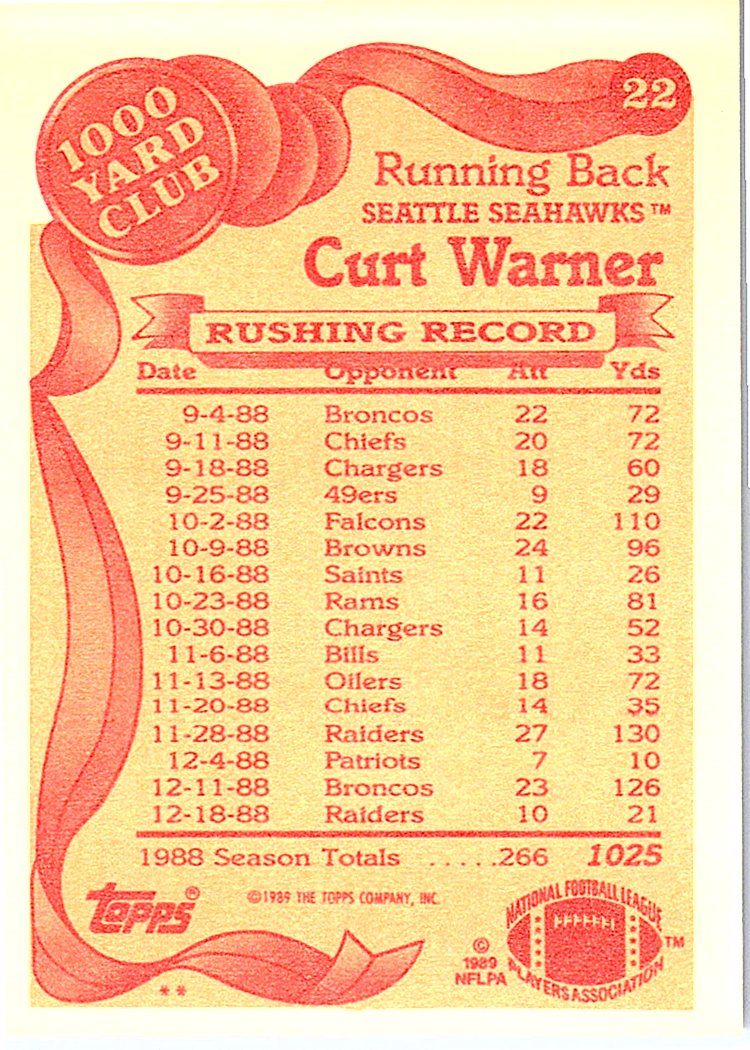 22
1000
YARD
CLUB
Running Back
SEATTLE SEAHAWKS™
Curt Warner
RUSHING RECORD
Date Opponent Att Yds
9-4-88 Broncos 22 72
9-11-88 Chiefs 20 72
9-18-88 Chargers 18 60
9-25-88 49ers 9 29
10-2-88 Falcons 22 110
10-9-88 Browns 24 96
10-16-88 Saints 11 26
10-23-88 Rams 16 81
10-30-88 Chargers 14 52
11-6-88 Bills 11 33
11-13-88 Oilers 18 72
11-20-88 Chiefs 14 35
11-28-88 Raiders 27 130
12-4-88 Patriots 7 10
12-11-88 Broncos 23 126
12-18-88 Raiders 10 21
1988 Season Totals .....266 1025
topps®
©1989 THE TOPPS COMPANY, INC.
NATIONAL FOOTBALL LEAGUE
™
©
1989
NFLPA
PLAYERS ASSOCIATION
**